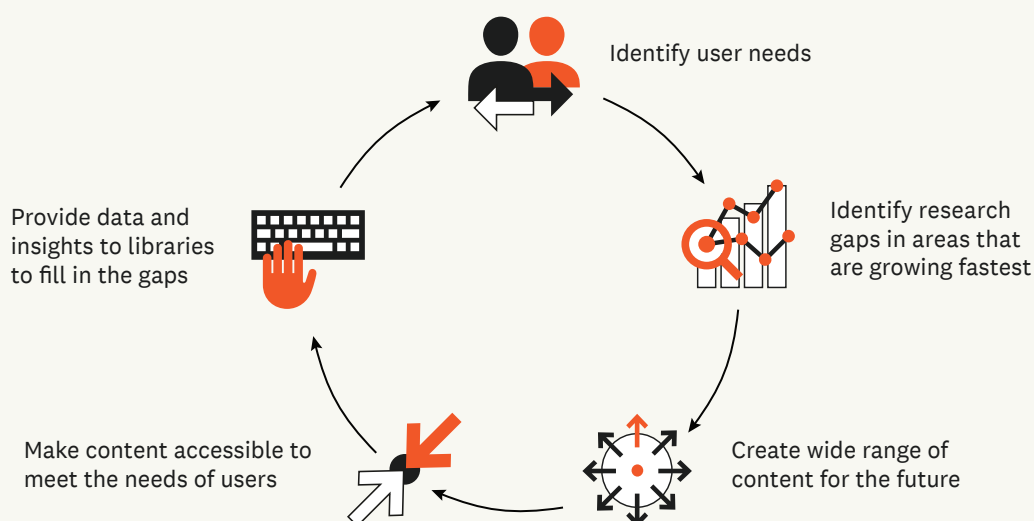 Identify user needs
Identify research
gaps in areas that
are growing fastest
Create wide range of
content for the future
Make content accessible to
meet the needs of users
Provide data and
insights to libraries
to fill in the gaps